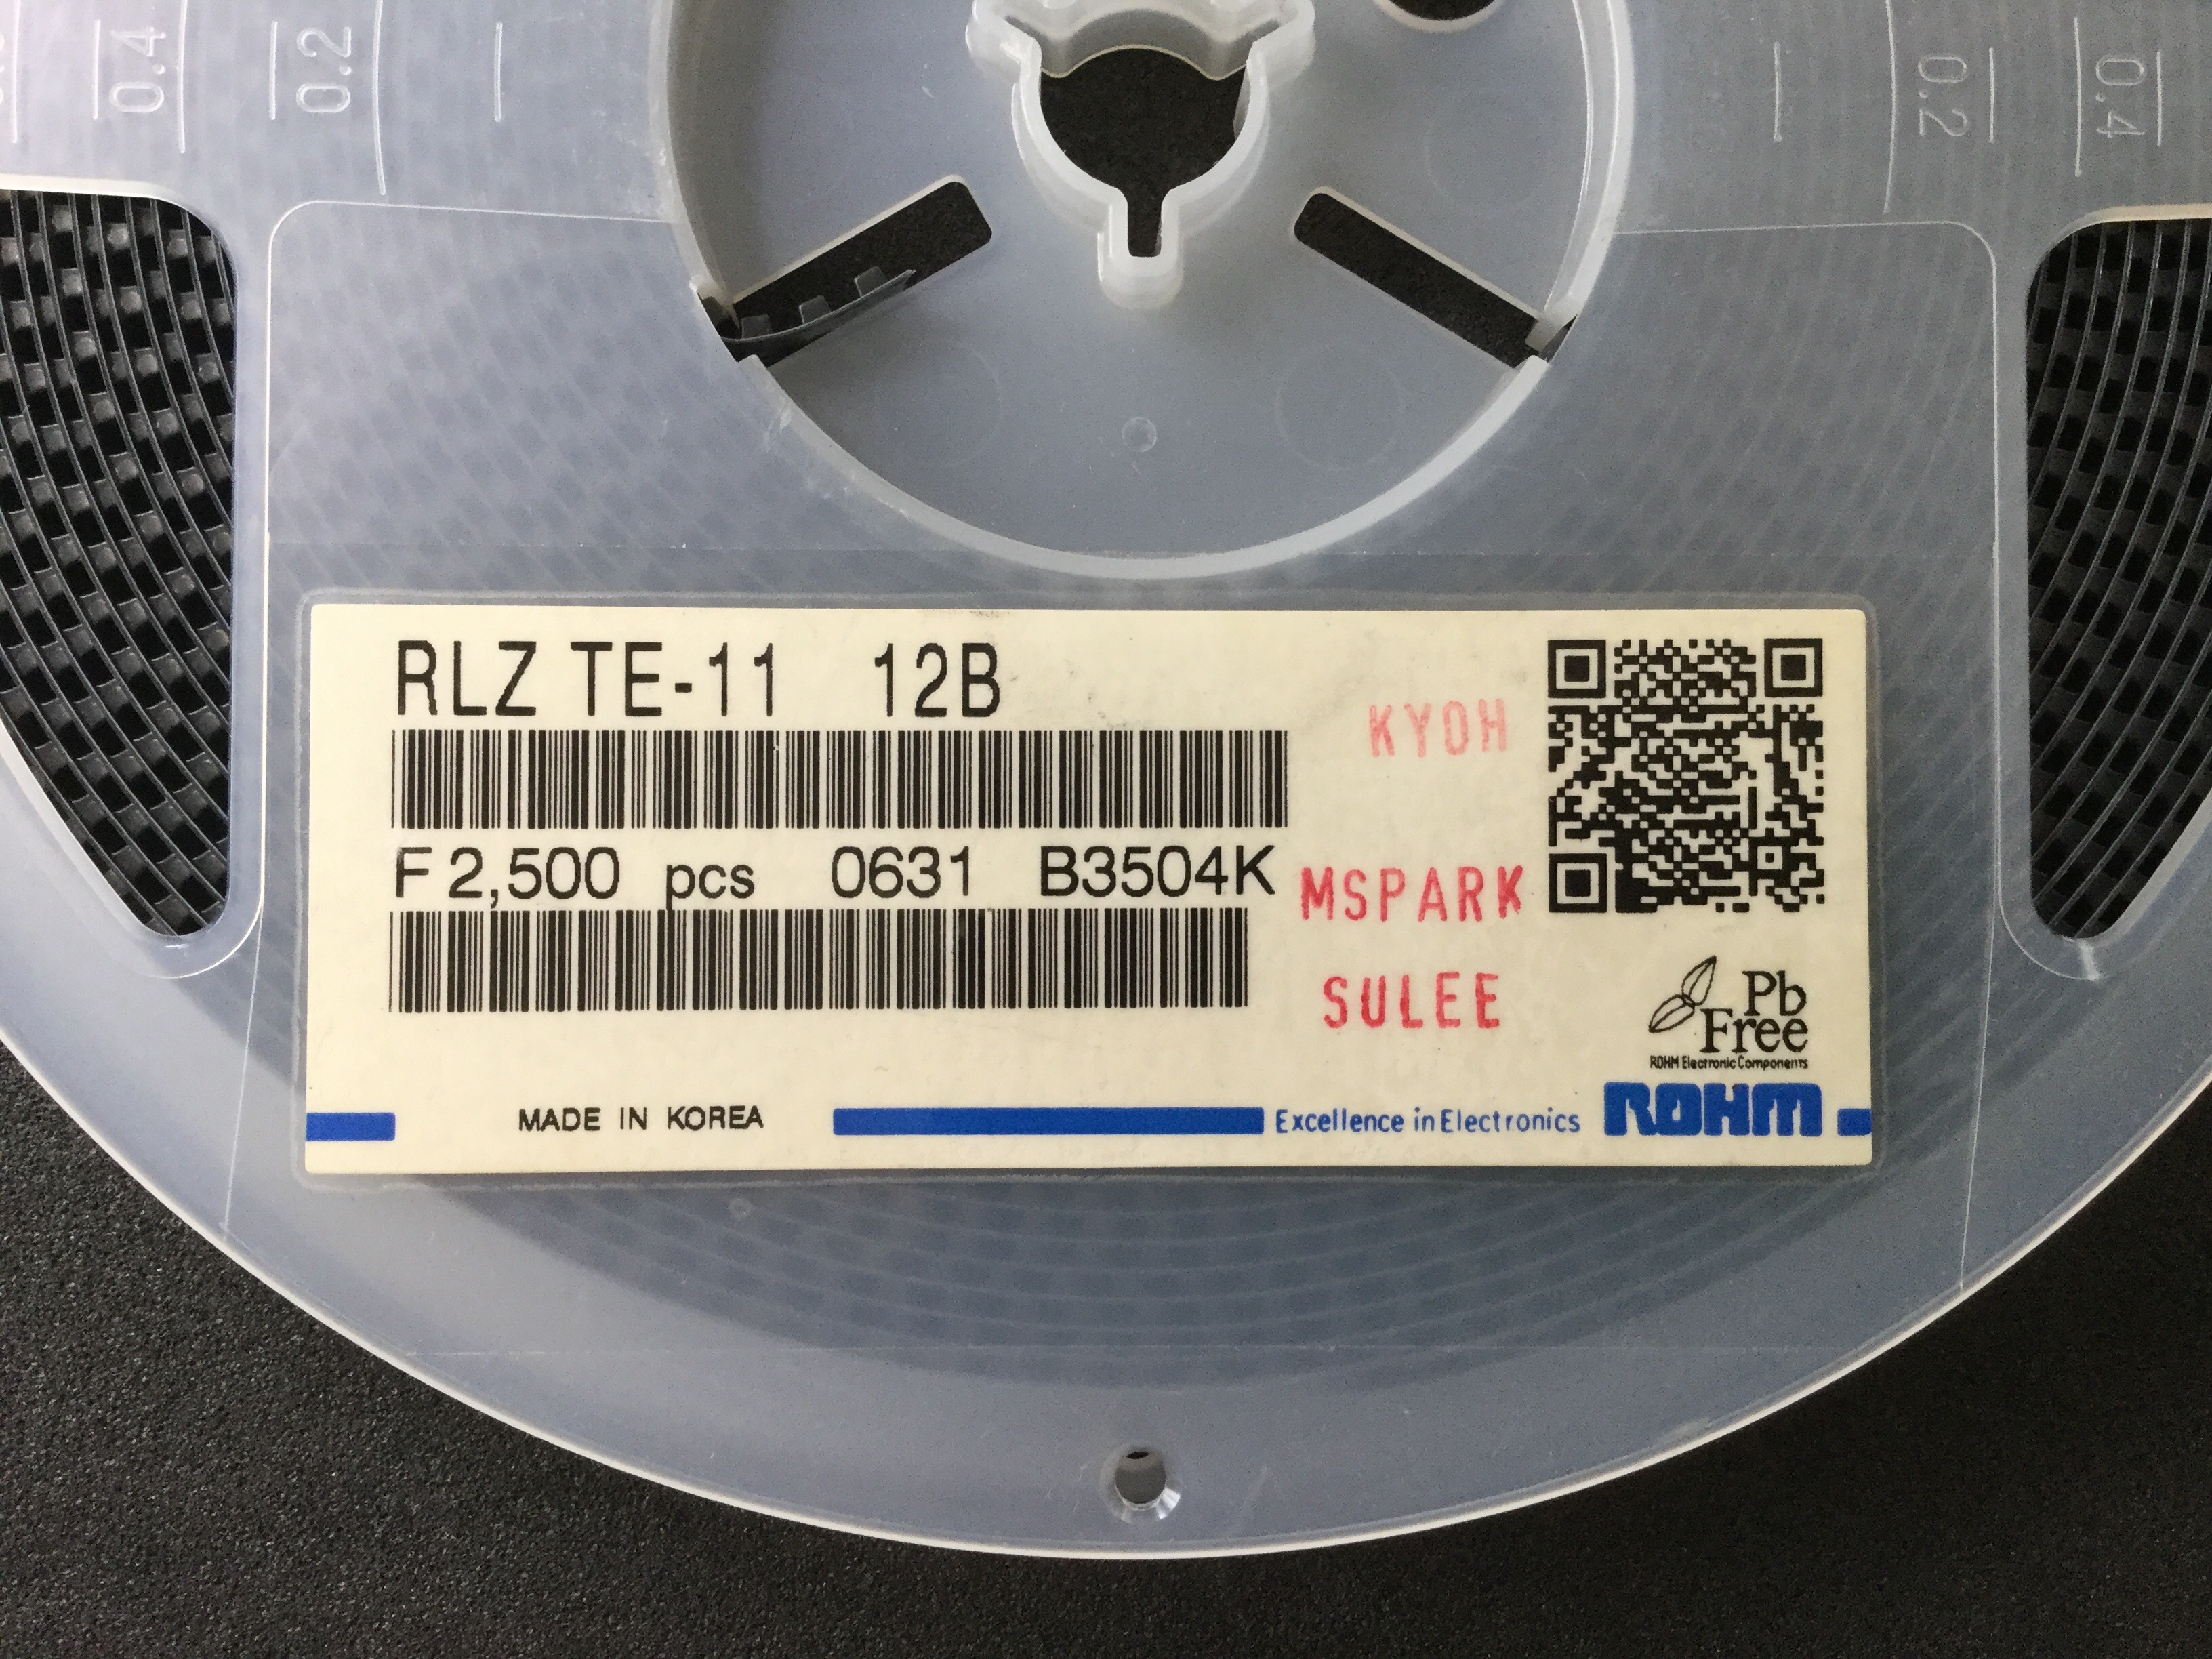 0.4
0.2
0.2
0.4
RLZ TE-11 12B
KYOH
F 2,500 pcs 0631 B3504K
MSPARK
SULEE
Pb
Free
ROHM Electronic Components
MADE IN KOREA
Excellence in Electronics ROHM